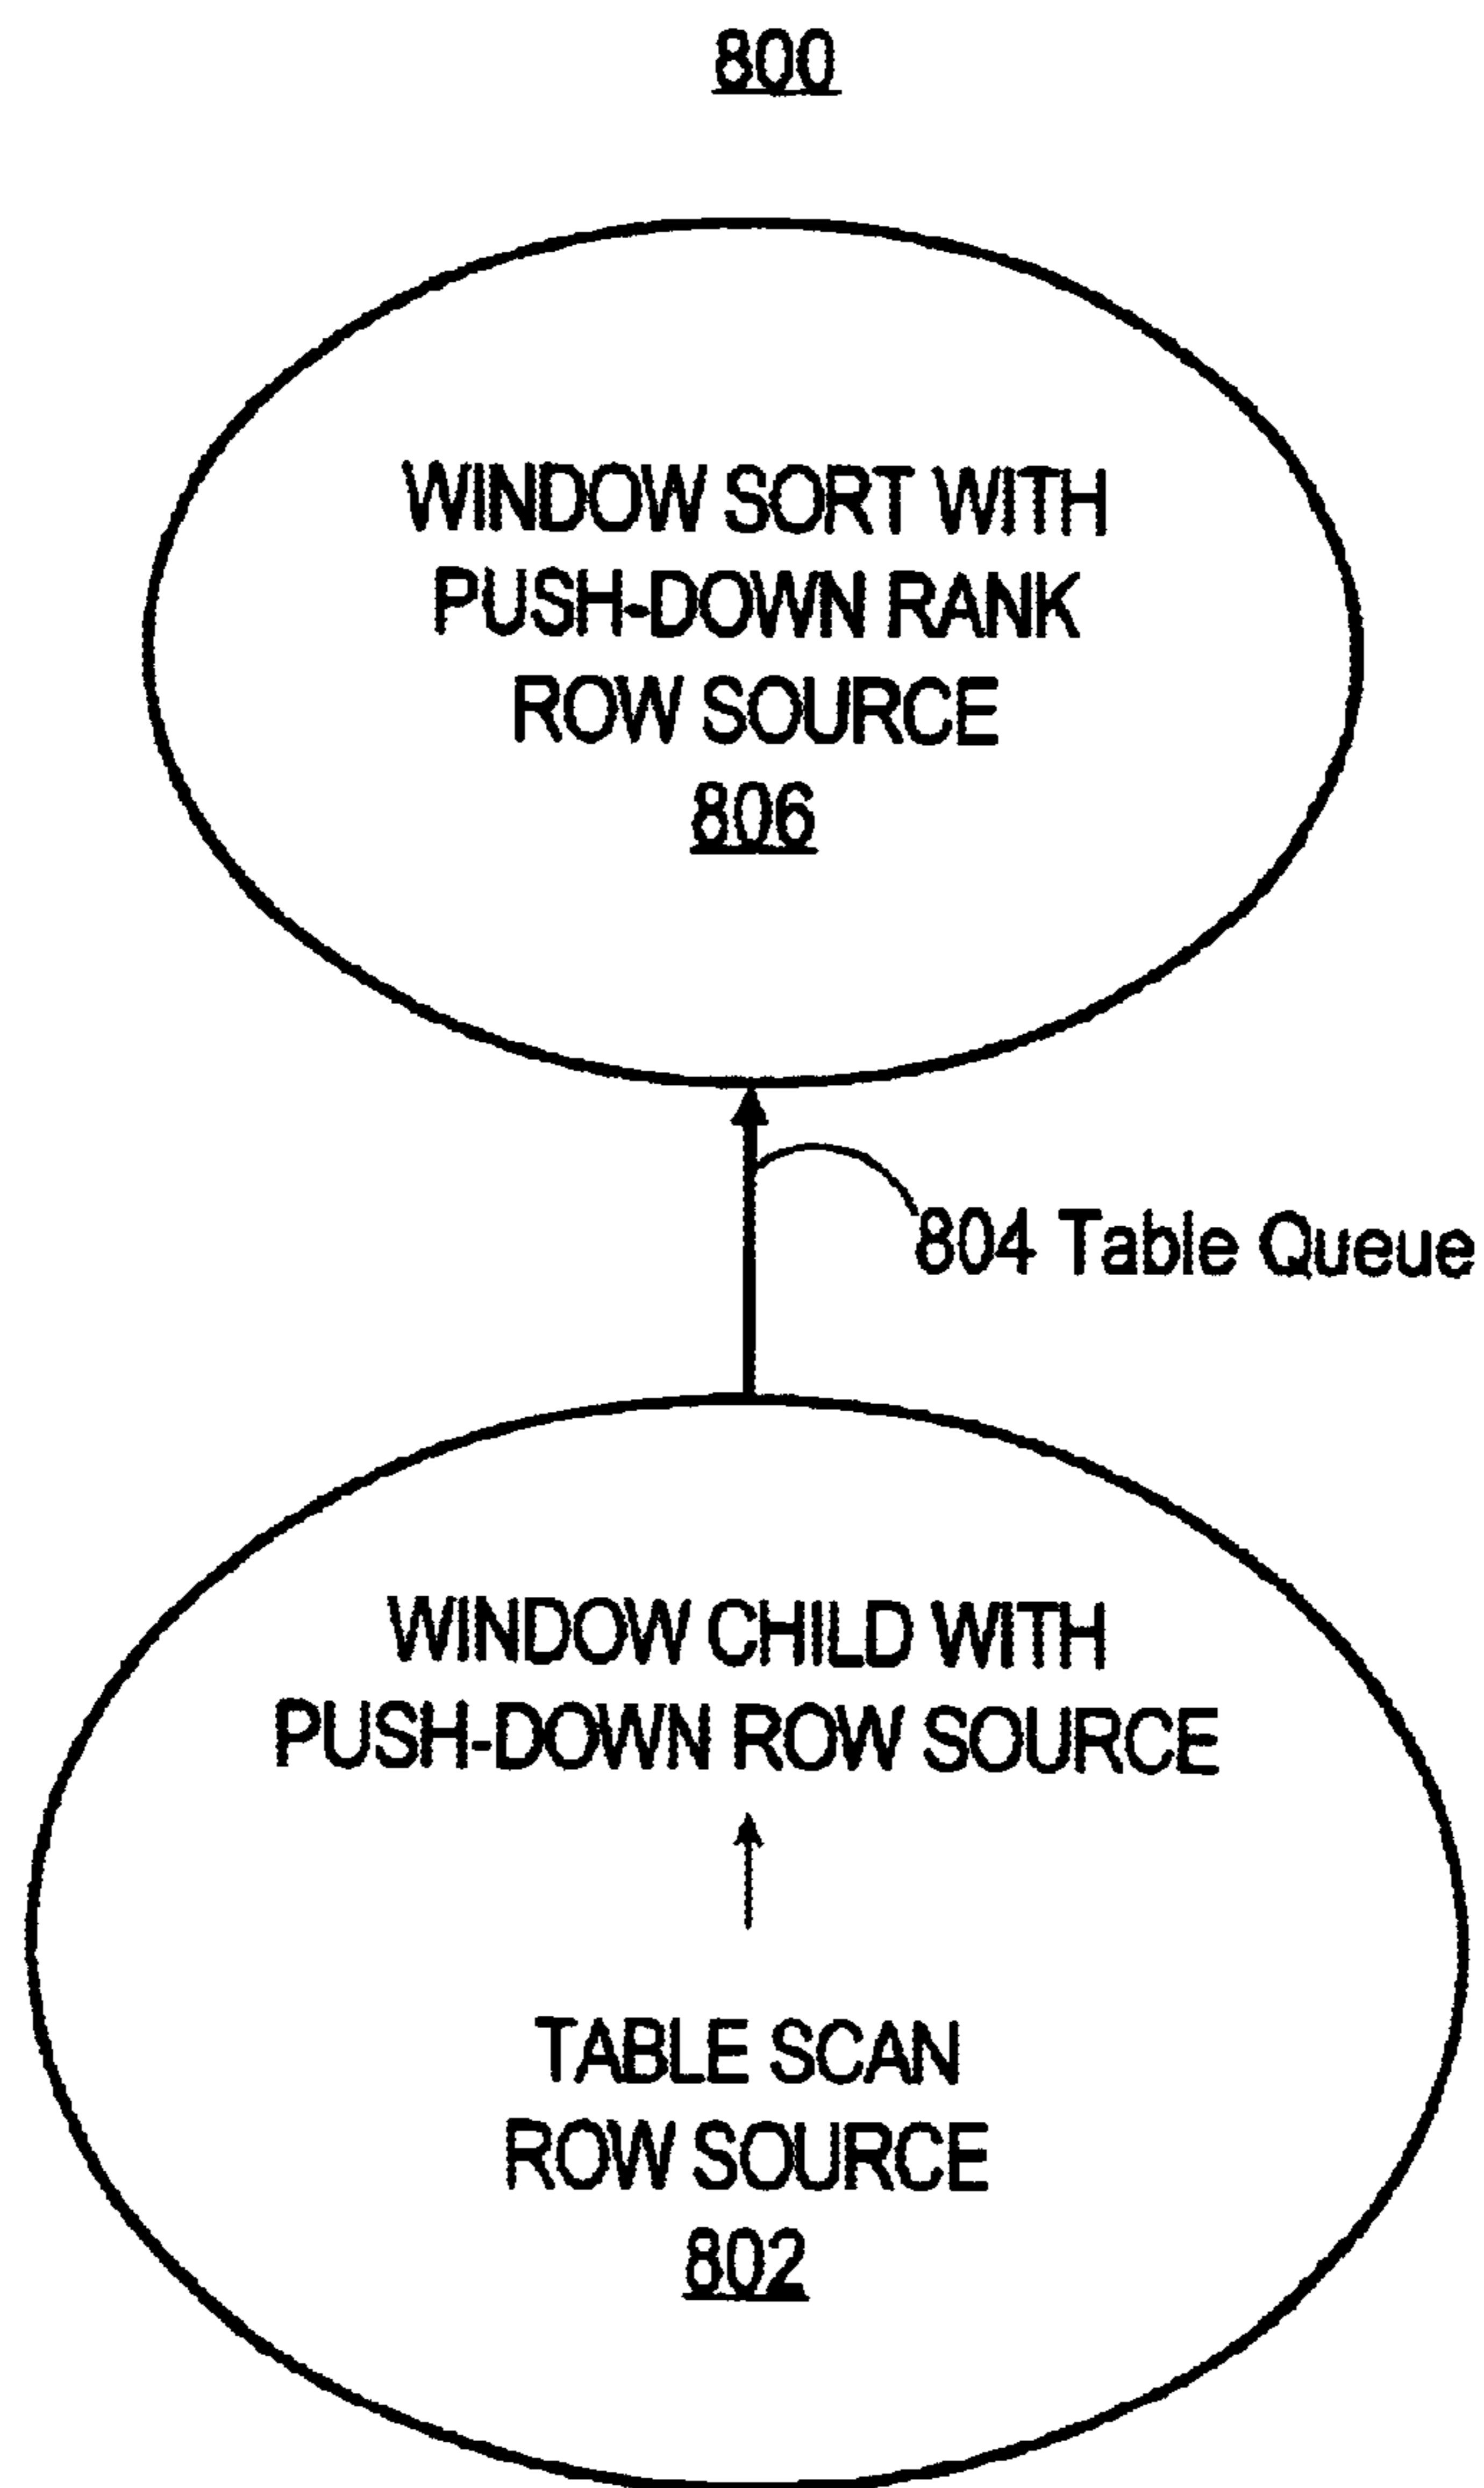 800
WINDOW SORT WITH
PUSH-DOWN RANK
ROW SOURCE
806
804 Table Queue
WINDOW CHILD WITH
PUSH-DOWN ROW SOURCE
TABLE SCAN
ROW SOURCE
802